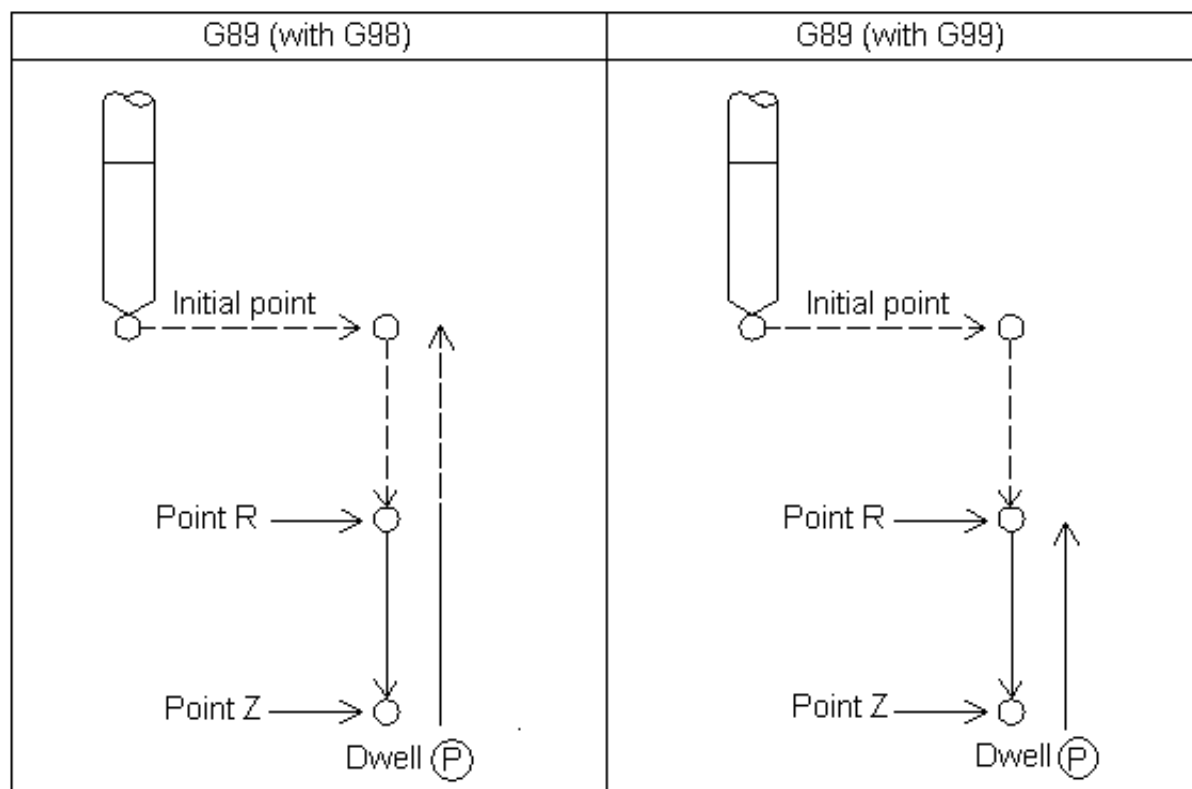 G89 (with G98)
Initial point
Point R
Point Z
Dwell P
G89 (with G99)
Initial point
Point R
Point Z
Dwell P